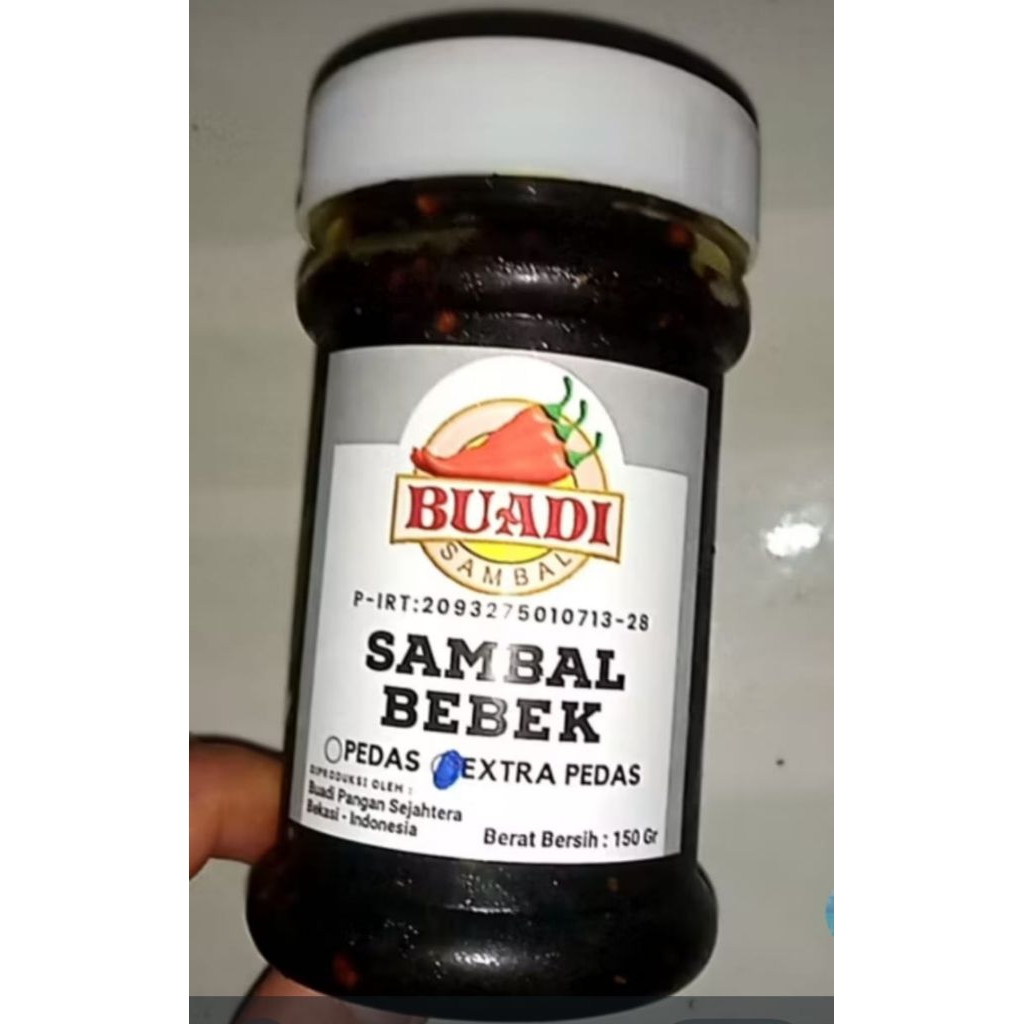 BUADI
SAMBAL
P-IRT:2093275010713-28
SAMBAL
BEBEK
PEDAS EXTRA PEDAS
DIPRODUKSI OLEH :
Buadi Pangan Sejahtera
Bekasi - Indonesia
Berat Bersih : 150 Gr